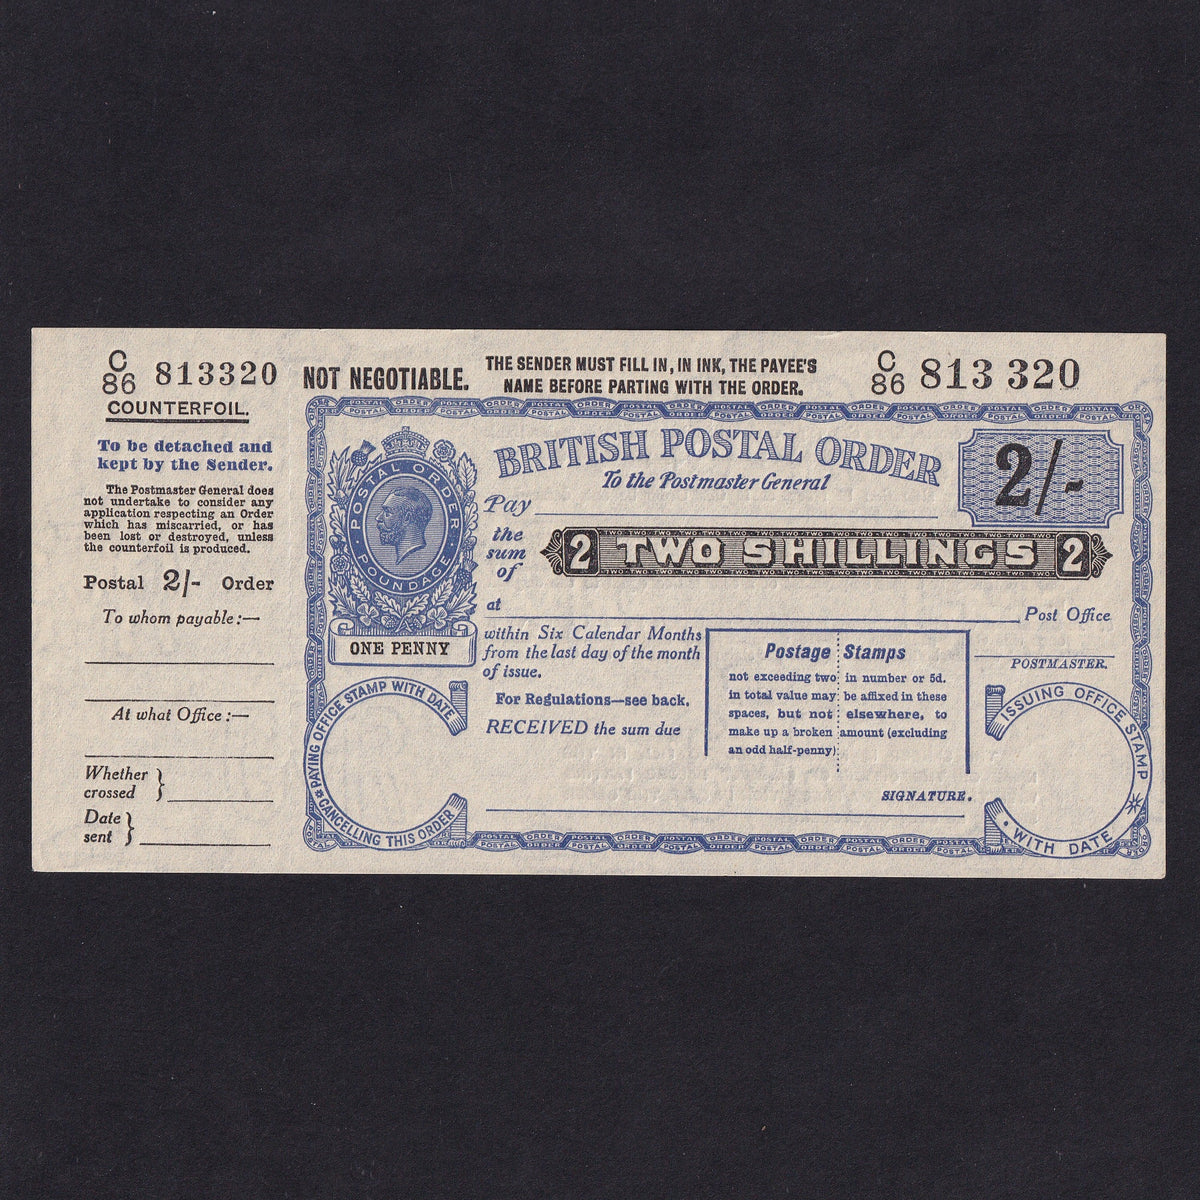 C/86 813320
COUNTERFOIL.
To be detached and
kept by the Sender.
The Postmaster General does
not undertake to consider any
application respecting an Order
which has miscarried, or has
been lost or destroyed, unless
the counterfoil is produced.
Postal 2/- Order
To whom payable:—
At what Office:—
Whether
crossed
Date
sent
NOT NEGOTIABLE.
THE SENDER MUST FILL IN, IN INK, THE PAYEE'S
NAME BEFORE PARTING WITH THE ORDER.
C/86 813 320
POSTAL ORDER
POUNDAGE
ONE PENNY
BRITISH POSTAL ORDER
To the Postmaster General
2/-
Pay
the
sum
of
2 TWO SHILLINGS 2
at
Post Office
within Six Calendar Months
from the last day of the month
of issue.
For Regulations—see back.
RECEIVED the sum due
Postage Stamps
not exceeding two in number or 5d.
in total value may be affixed in these
spaces, but not elsewhere, to
make up a broken amount (excluding
an odd half-penny)
POSTMASTER.
SIGNATURE.
PAYING OFFICE STAMP WITH DATE
CANCELLING THIS ORDER
ISSUING OFFICE STAMP
WITH DATE